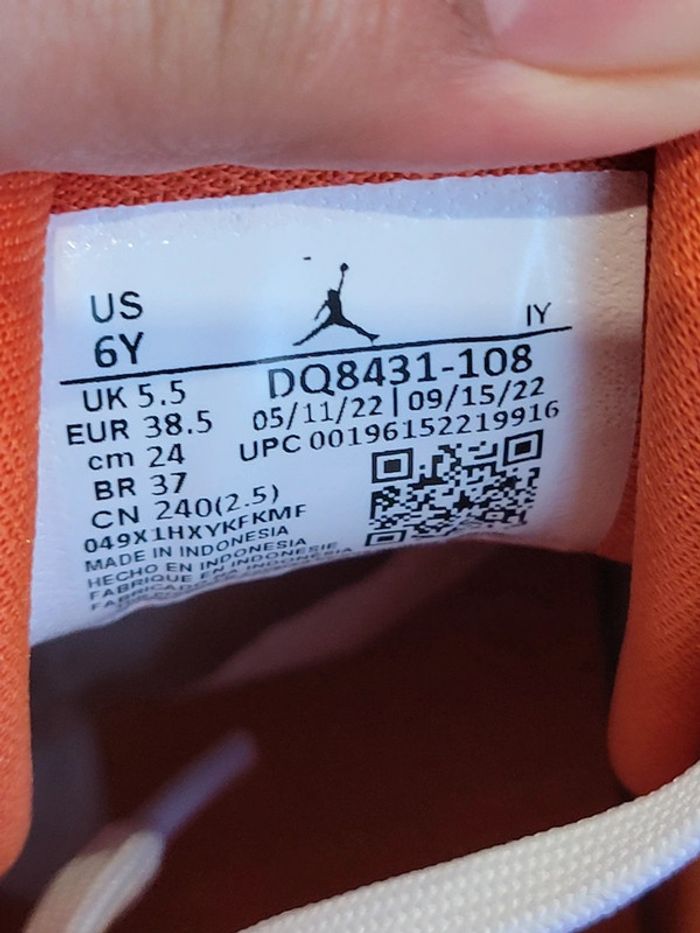 US
6Y
IY
UK 5.5
EUR 38.5
cm 24
BR 37
CN 240(2.5)
049X1HXYKFKMF
MADE IN INDONESIA
HECHO EN INDONESIA
FABRIQUE EN INDONESIE
DQ8431-108
05/11/22 | 09/15/22
UPC 00196152219916